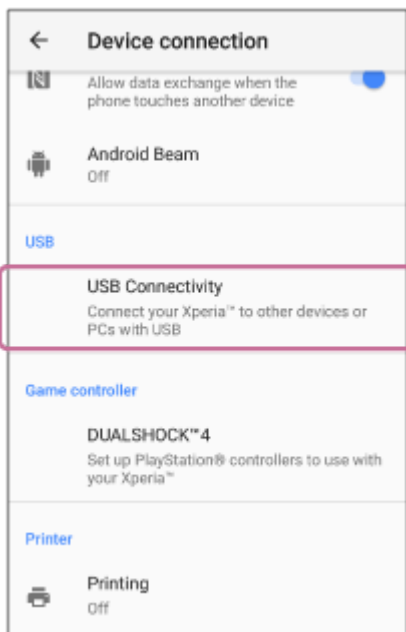 Device connection
Allow data exchange when the
phone touches another device
Android Beam
Off
USB
USB Connectivity
Connect your Xperia™ to other devices or
PCs with USB
Game controller
DUALSHOCK™4
Set up PlayStation® controllers to use with
your Xperia™
Printer
Printing
Off